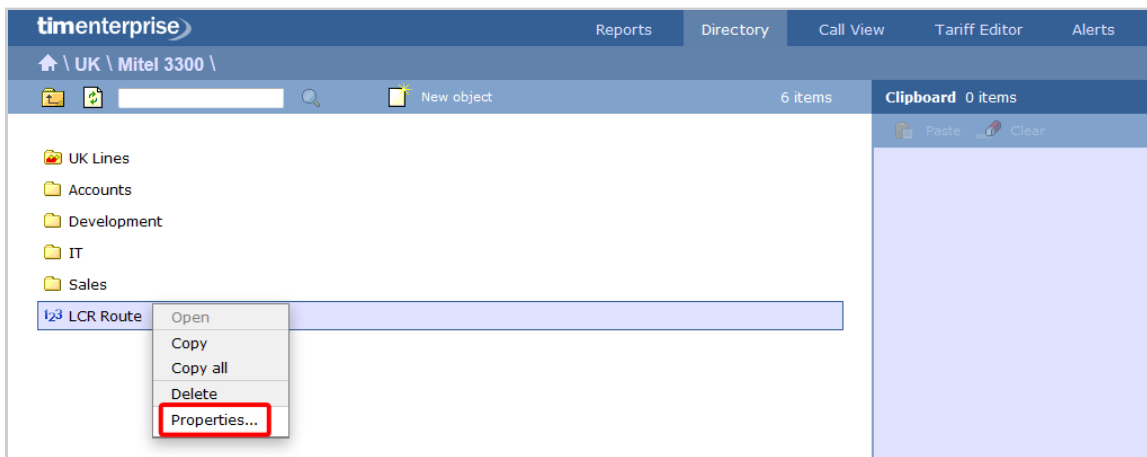 timenterprise
Reports Directory Call View Tariff Editor Alerts
\ UK \ Mitel 3300 \
New object 6 items Clipboard 0 items
Paste Clear
UK Lines
Accounts
Development
IT
Sales
123 LCR Route
Open
Copy
Copy all
Delete
Properties...